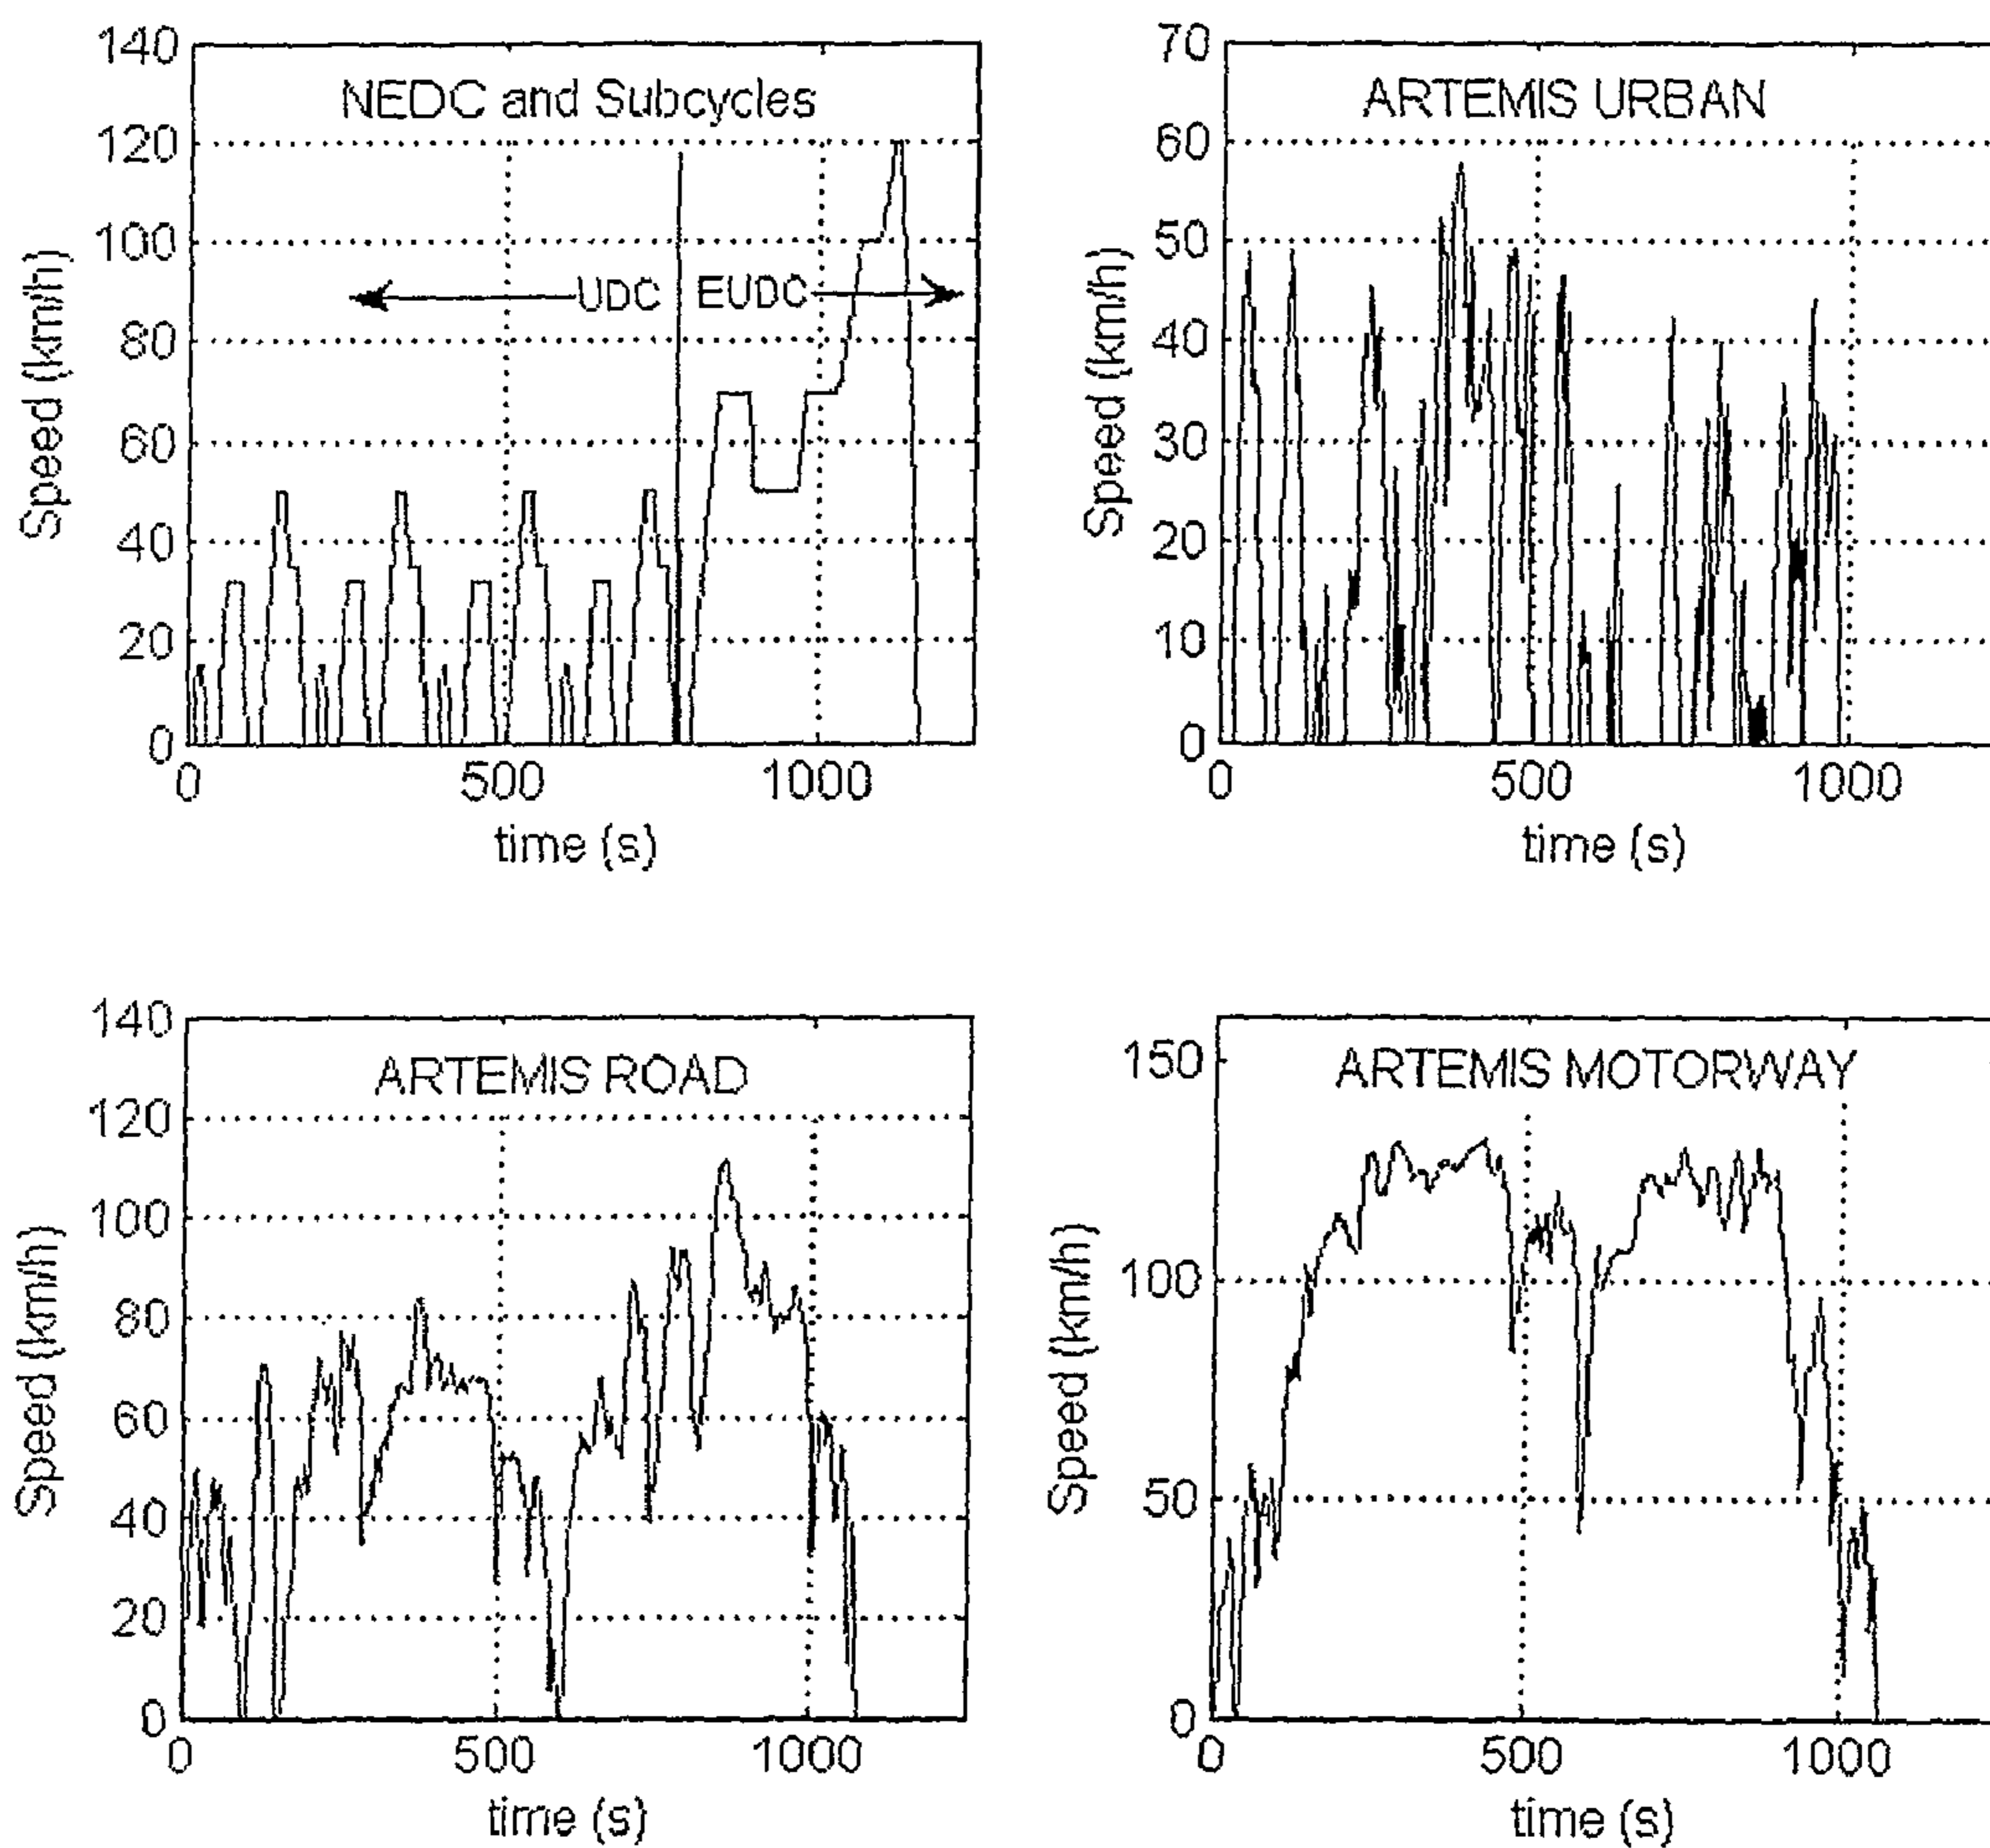 NEDC and Subcycles
140
120
100
80
60
40
20
0
Speed (km/h)
UDC EUDC
0 500 1000
time (s)
ARTEMIS URBAN
70
60
50
40
30
20
10
0
Speed (km/h)
0 500 1000
time (s)
ARTEMIS ROAD
140
120
100
80
60
40
20
0
Speed (km/h)
0 500 1000
time (s)
ARTEMIS MOTORWAY
150
100
50
0
Speed (km/h)
0 500 1000
time (s)